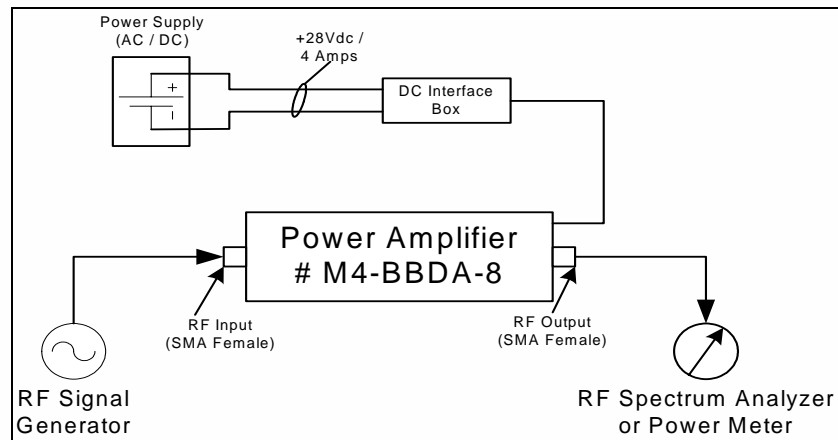 Power Supply
(AC / DC)
+28Vdc /
4 Amps
+
−
DC Interface
Box
Power Amplifier
# M4-BBDA-8
RF Input
(SMA Female)
RF Output
(SMA Female)
RF Signal
Generator
RF Spectrum Analyzer
or Power Meter